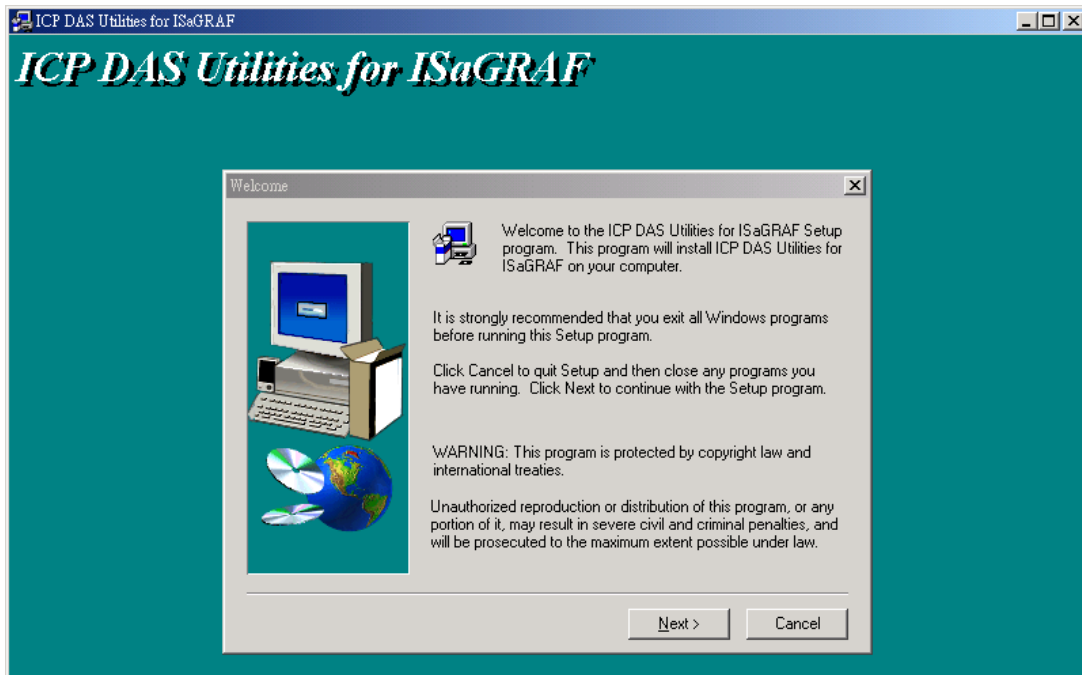 ICP DAS Utilities for ISaGRAF
ICP DAS Utilities for ISaGRAF
Welcome
Welcome to the ICP DAS Utilities for ISaGRAF Setup
program. This program will install ICP DAS Utilities for
ISaGRAF on your computer.
It is strongly recommended that you exit all Windows programs
before running this Setup program.
Click Cancel to quit Setup and then close any programs you
have running. Click Next to continue with the Setup program.
WARNING: This program is protected by copyright law and
international treaties.
Unauthorized reproduction or distribution of this program, or any
portion of it, may result in severe civil and criminal penalties, and
will be prosecuted to the maximum extent possible under law.
Next >
Cancel